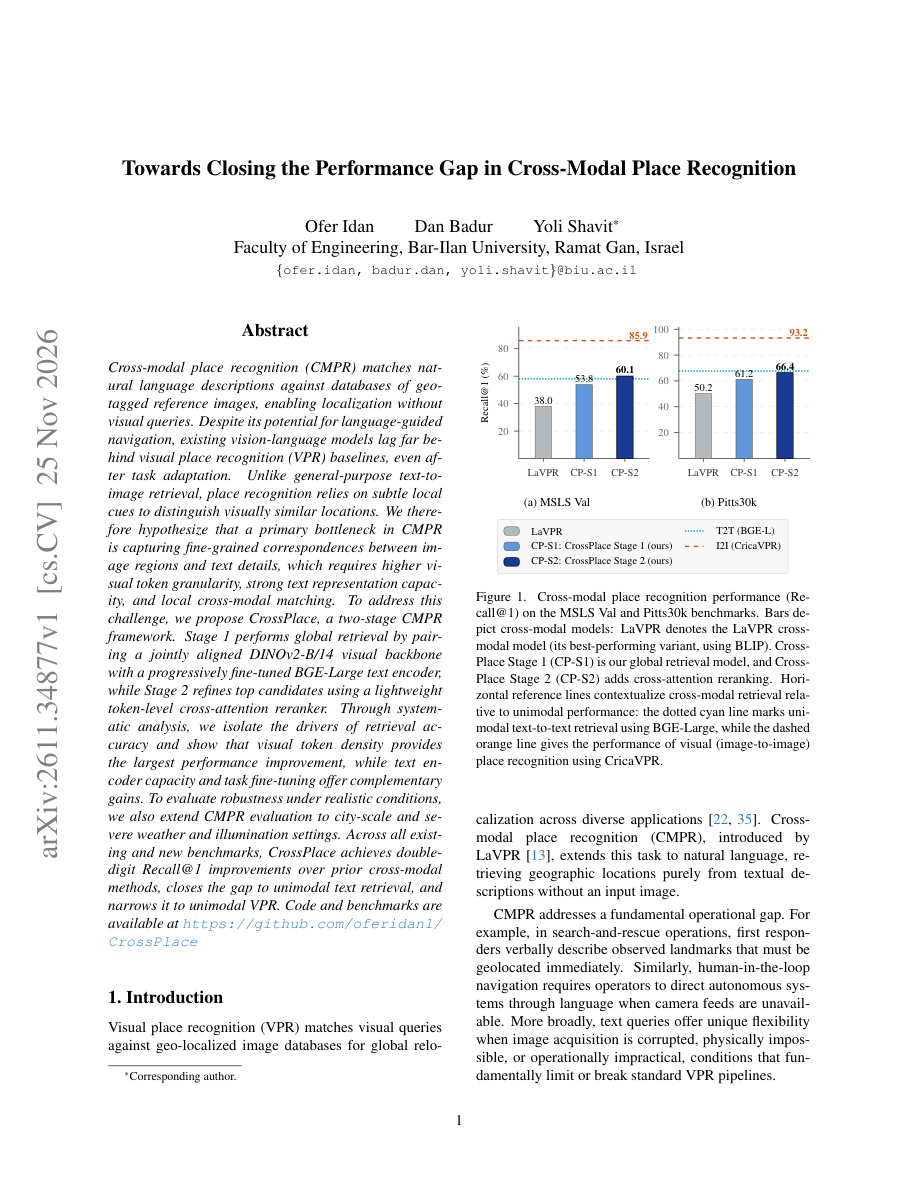 arXiv:2611.34877v1 [cs.CV] 25 Nov 2026
Towards Closing the Performance Gap in Cross-Modal Place Recognition
Ofer Idan Dan Badur Yoli Shavit*
Faculty of Engineering, Bar-Ilan University, Ramat Gan, Israel
{ofer.idan, badur.dan, yoli.shavit}@biu.ac.il
Abstract
Cross-modal place recognition (CMPR) matches nat-
ural language descriptions against databases of geo-
tagged reference images, enabling localization without
visual queries. Despite its potential for language-guided
navigation, existing vision-language models lag far be-
hind visual place recognition (VPR) baselines, even af-
ter task adaptation. Unlike general-purpose text-to-
image retrieval, place recognition relies on subtle local
cues to distinguish visually similar locations. We there-
fore hypothesize that a primary bottleneck in CMPR
is capturing fine-grained correspondences between im-
age regions and text details, which requires higher vi-
sual token granularity, strong text representation capac-
ity, and local cross-modal matching. To address this
challenge, we propose CrossPlace, a two-stage CMPR
framework. Stage 1 performs global retrieval by pair-
ing a jointly aligned DINOv2-B/14 visual backbone
with a progressively fine-tuned BGE-Large text encoder,
while Stage 2 refines top candidates using a lightweight
token-level cross-attention reranker. Through system-
atic analysis, we isolate the drivers of retrieval ac-
curacy and show that visual token density provides
the largest performance improvement, while text en-
coder capacity and task fine-tuning offer complementary
gains. To evaluate robustness under realistic conditions,
we also extend CMPR evaluation to city-scale and se-
vere weather and illumination settings. Across all exist-
ing and new benchmarks, CrossPlace achieves double-
digit Recall@1 improvements over prior cross-modal
methods, closes the gap to unimodal text retrieval, and
narrows it to unimodal VPR. Code and benchmarks are
available at https://github.com/oferidan1/
CrossPlace
1. Introduction
Visual place recognition (VPR) matches visual queries
against geo-localized image databases for global relo-
*Corresponding author.
Recall@1 (%)
80
60
40
20
85.9
38.0
53.8
60.1
LaVPR CP-S1 CP-S2
(a) MSLS Val
100
80
60
40
20
93.2
50.2
61.2
66.4
LaVPR CP-S1 CP-S2
(b) Pitts30k
LaVPR
CP-S1: CrossPlace Stage 1 (ours)
CP-S2: CrossPlace Stage 2 (ours)
T2T (BGE-L)
I2I (CricaVPR)
Figure 1. Cross-modal place recognition performance (Re-
call@1) on the MSLS Val and Pitts30k benchmarks. Bars de-
pict cross-modal models: LaVPR denotes the LaVPR cross-
modal model (its best-performing variant, using BLIP). Cross-
Place Stage 1 (CP-S1) is our global retrieval model, and Cross-
Place Stage 2 (CP-S2) adds cross-attention reranking. Hori-
zontal reference lines contextualize cross-modal retrieval rela-
tive to unimodal performance: the dotted cyan line marks uni-
modal text-to-text retrieval using BGE-Large, while the dashed
orange line gives the performance of visual (image-to-image)
place recognition using CricaVPR.
calization across diverse applications [22, 35]. Cross-
modal place recognition (CMPR), introduced by
LaVPR [13], extends this task to natural language, re-
trieving geographic locations purely from textual de-
scriptions without an input image.
CMPR addresses a fundamental operational gap. For
example, in search-and-rescue operations, first respon-
ders verbally describe observed landmarks that must be
geolocated immediately. Similarly, human-in-the-loop
navigation requires operators to direct autonomous sys-
tems through language when camera feeds are unavail-
able. More broadly, text queries offer unique flexibility
when image acquisition is corrupted, physically impos-
sible, or operationally impractical, conditions that fun-
damentally limit or break standard VPR pipelines.
1